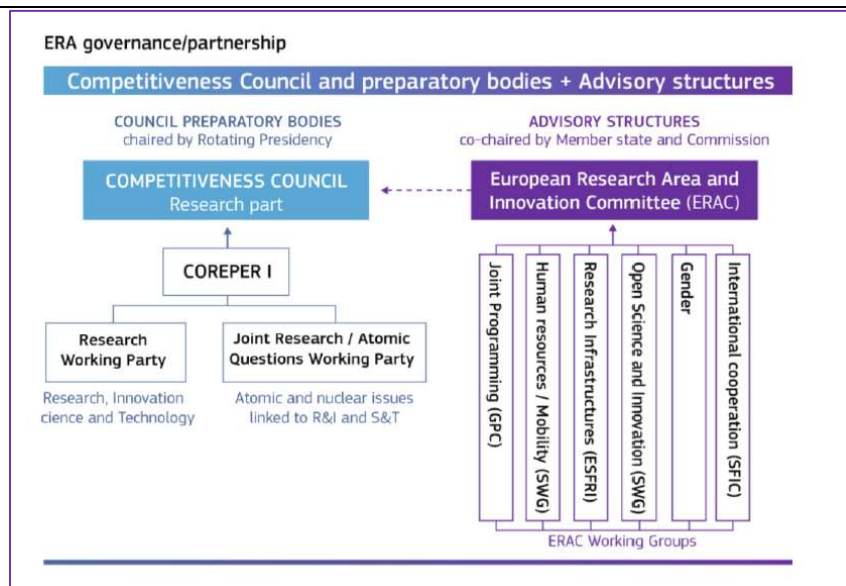 ERA governance/partnership
Competitiveness Council and preparatory bodies + Advisory structures
COUNCIL PREPARATORY BODIES
chaired by Rotating Presidency
COMPETITIVENESS COUNCIL
Research part
COREPER I
Research
Working Party
Research, Innovation
cience and Technology
Joint Research / Atomic
Questions Working Party
Atomic and nuclear issues
linked to R&I and S&T
ADVISORY STRUCTURES
co-chaired by Member state and Commission
European Research Area and
Innovation Committee (ERAC)
Joint Programming (GPC)
Human resources / Mobility (SWG)
Research Infrastructures (ESFRI)
Open Science and Innovation (SWG)
Gender
International cooperation (SFIC)
ERAC Working Groups